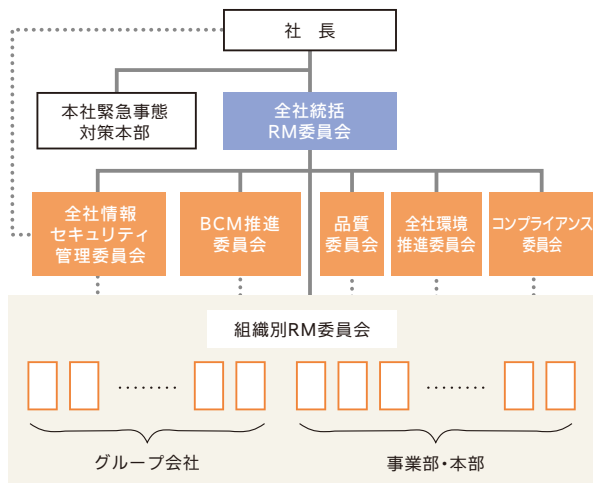 社長
本社緊急事態
対策本部
全社統括
RM委員会
全社情報
セキュリティ
管理委員会
BCM推進
委員会
品質
委員会
全社環境
推進委員会
コンプライアンス
委員会
組織別RM委員会
グループ会社
事業部・本部